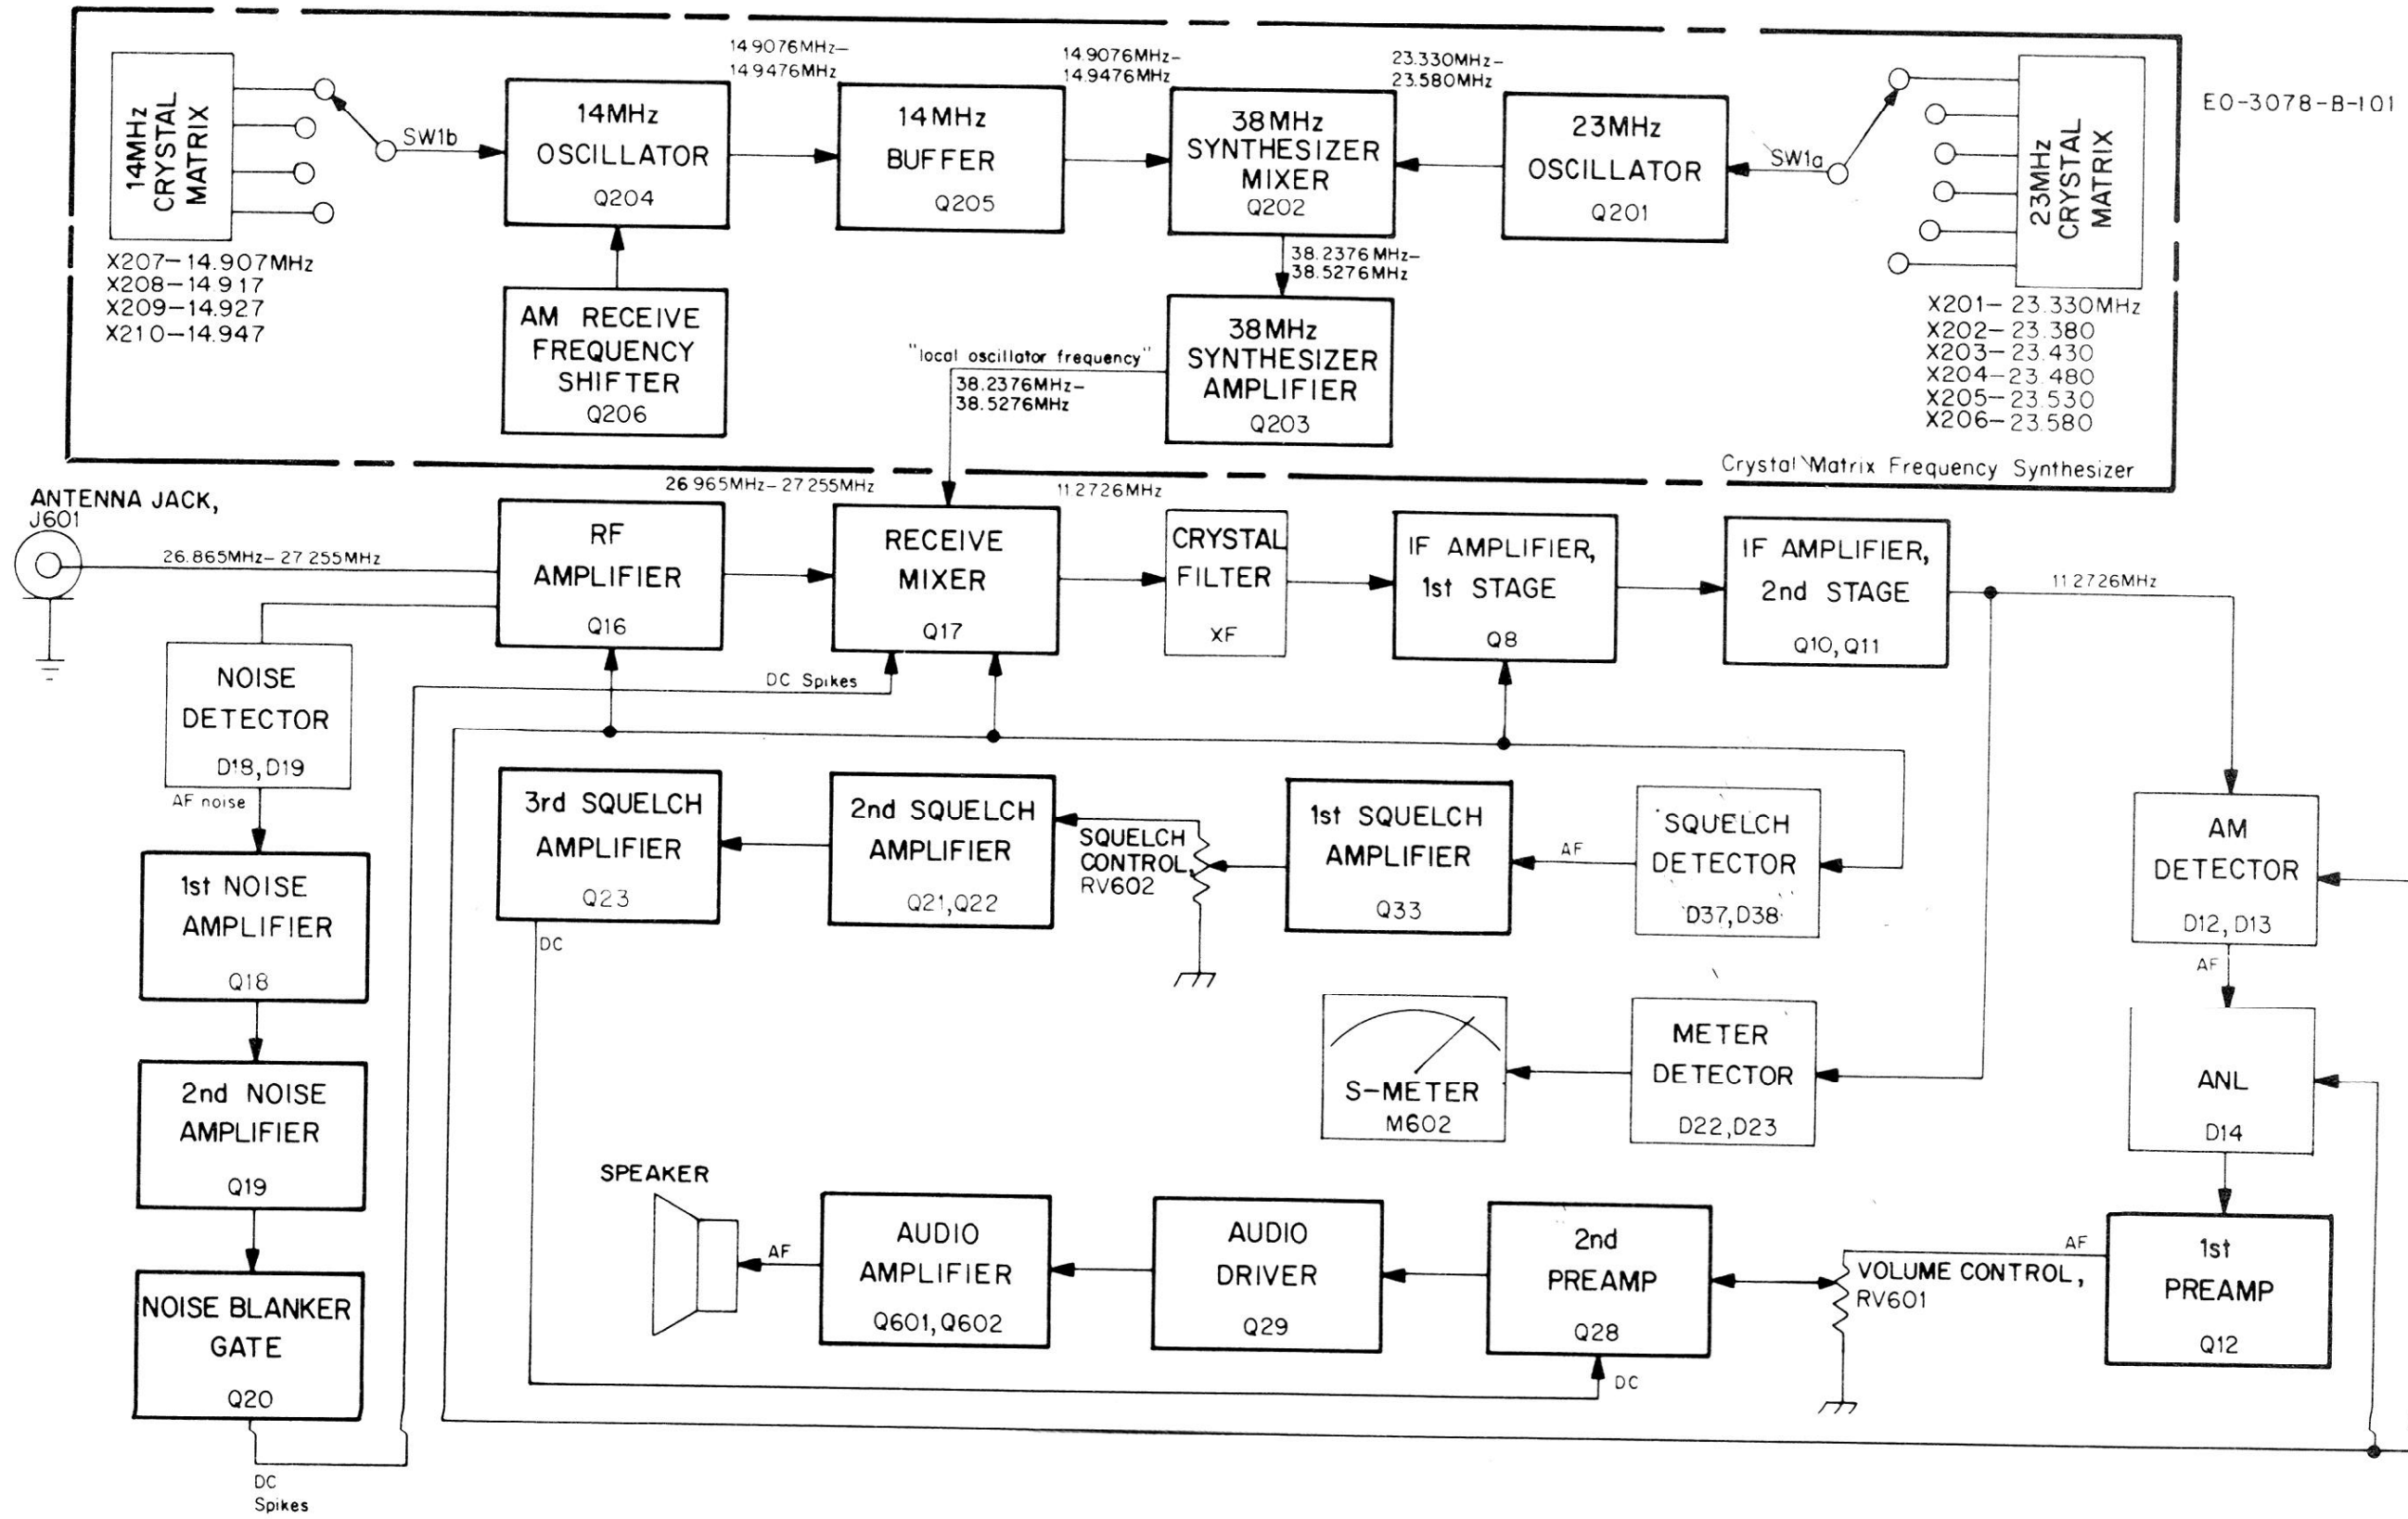 14.9076MHz–
14.9476MHz
14.9076MHz–
14.9476MHz
23.330MHz–
23.580MHz
EO-3078-B-101
14MHz
CRYSTAL
MATRIX
SW1b
14MHz
OSCILLATOR
Q204
14MHz
BUFFER
Q205
38MHz
SYNTHESIZER
MIXER
Q202
23MHz
OSCILLATOR
Q201
SW1a
23MHz
CRYSTAL
MATRIX
X207–14.907MHz
X208–14.917
X209–14.927
X210–14.947
38.2376MHz–
38.5276MHz
AM RECEIVE
FREQUENCY
SHIFTER
Q206
"local oscillator frequency"
38.2376MHz–
38.5276MHz
38MHz
SYNTHESIZER
AMPLIFIER
Q203
X201–23.330MHz
X202–23.380
X203–23.430
X204–23.480
X205–23.530
X206–23.580
Crystal Matrix Frequency Synthesizer
ANTENNA JACK,
J601
26.865MHz–27.255MHz
26.965MHz–27.255MHz
11.2726MHz
RF
AMPLIFIER
Q16
RECEIVE
MIXER
Q17
CRYSTAL
FILTER
XF
IF AMPLIFIER,
1st STAGE
Q8
IF AMPLIFIER,
2nd STAGE
Q10, Q11
11.2726MHz
DC Spikes
NOISE
DETECTOR
D18, D19
AF noise
3rd SQUELCH
AMPLIFIER
Q23
DC
2nd SQUELCH
AMPLIFIER
Q21, Q22
SQUELCH
CONTROL,
RV602
1st SQUELCH
AMPLIFIER
Q33
AF
SQUELCH
DETECTOR
D37, D38
AM
DETECTOR
D12, D13
AF
1st NOISE
AMPLIFIER
Q18
S–METER
M602
METER
DETECTOR
D22, D23
ANL
D14
2nd NOISE
AMPLIFIER
Q19
SPEAKER
AF
AUDIO
AMPLIFIER
Q601, Q602
AUDIO
DRIVER
Q29
2nd
PREAMP
Q28
DC
VOLUME CONTROL,
RV601
AF
1st
PREAMP
Q12
NOISE BLANKER
GATE
Q20
DC
Spikes